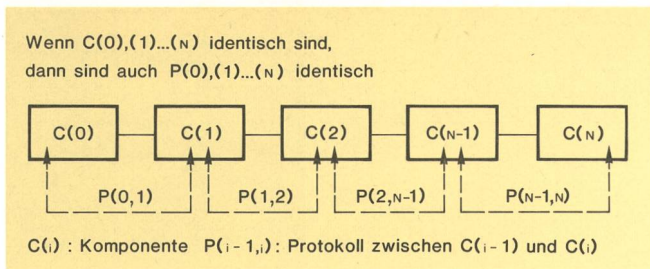 Wenn C(0),(1)...(N) identisch sind,
dann sind auch P(0),(1)...(N) identisch
C(0) C(1) C(2) C(N-1) C(N)
P(0,1) P(1,2) P(2,N-1) P(N-1,N)
C(i) : Komponente P(i-1,i): Protokoll zwischen C(i-1) und C(i)